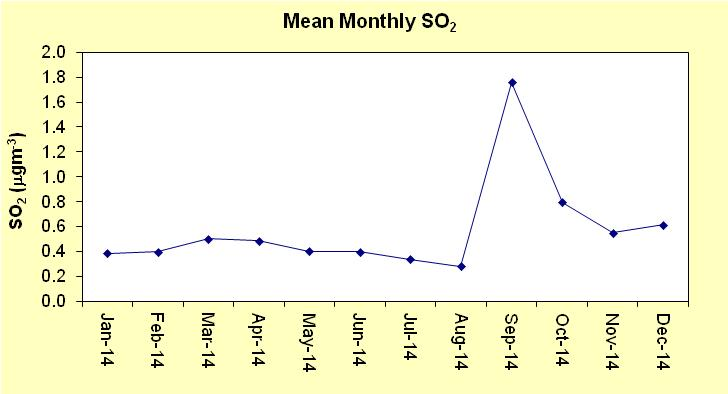 Mean Monthly SO₂
SO₂ (µgm⁻³)
2.0
1.8
1.6
1.4
1.2
1.0
0.8
0.6
0.4
0.2
0.0
Jan-14
Feb-14
Mar-14
Apr-14
May-14
Jun-14
Jul-14
Aug-14
Sep-14
Oct-14
Nov-14
Dec-14